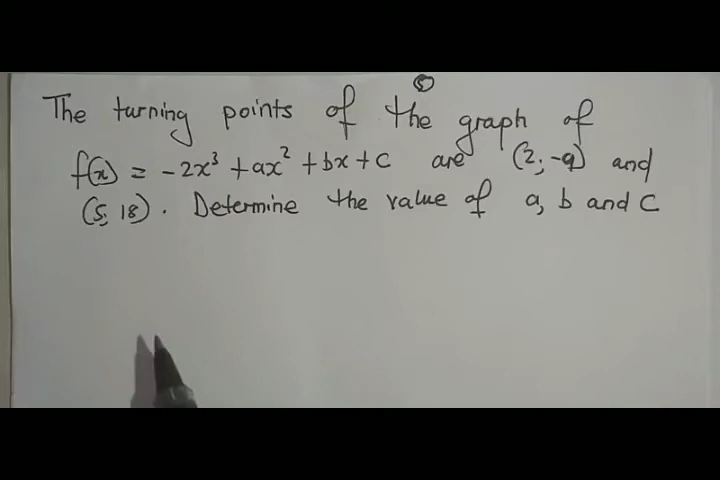 ⑤
The turning points of the graph of
f(x) = -2x³ + ax² + bx + c are (2; -9) and
(5; 18). Determine the value of a, b and c